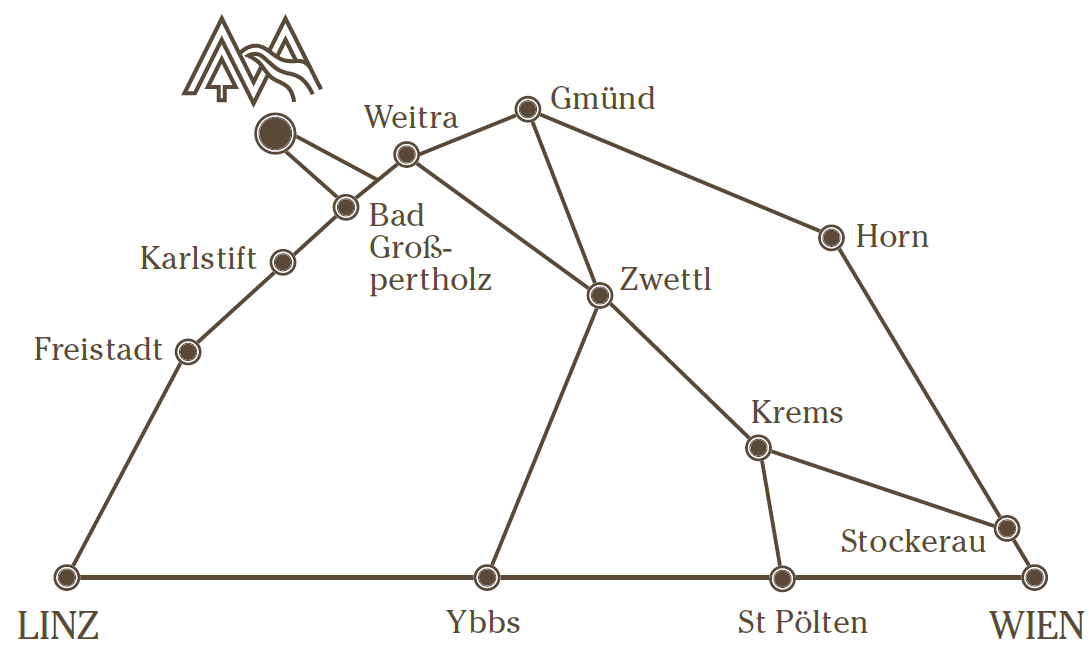 Gmünd
Weitra
Bad
Groß-
pertholz
Horn
Karlstift
Zwettl
Freistadt
Krems
Stockerau
LINZ
Ybbs
St Pölten
WIEN